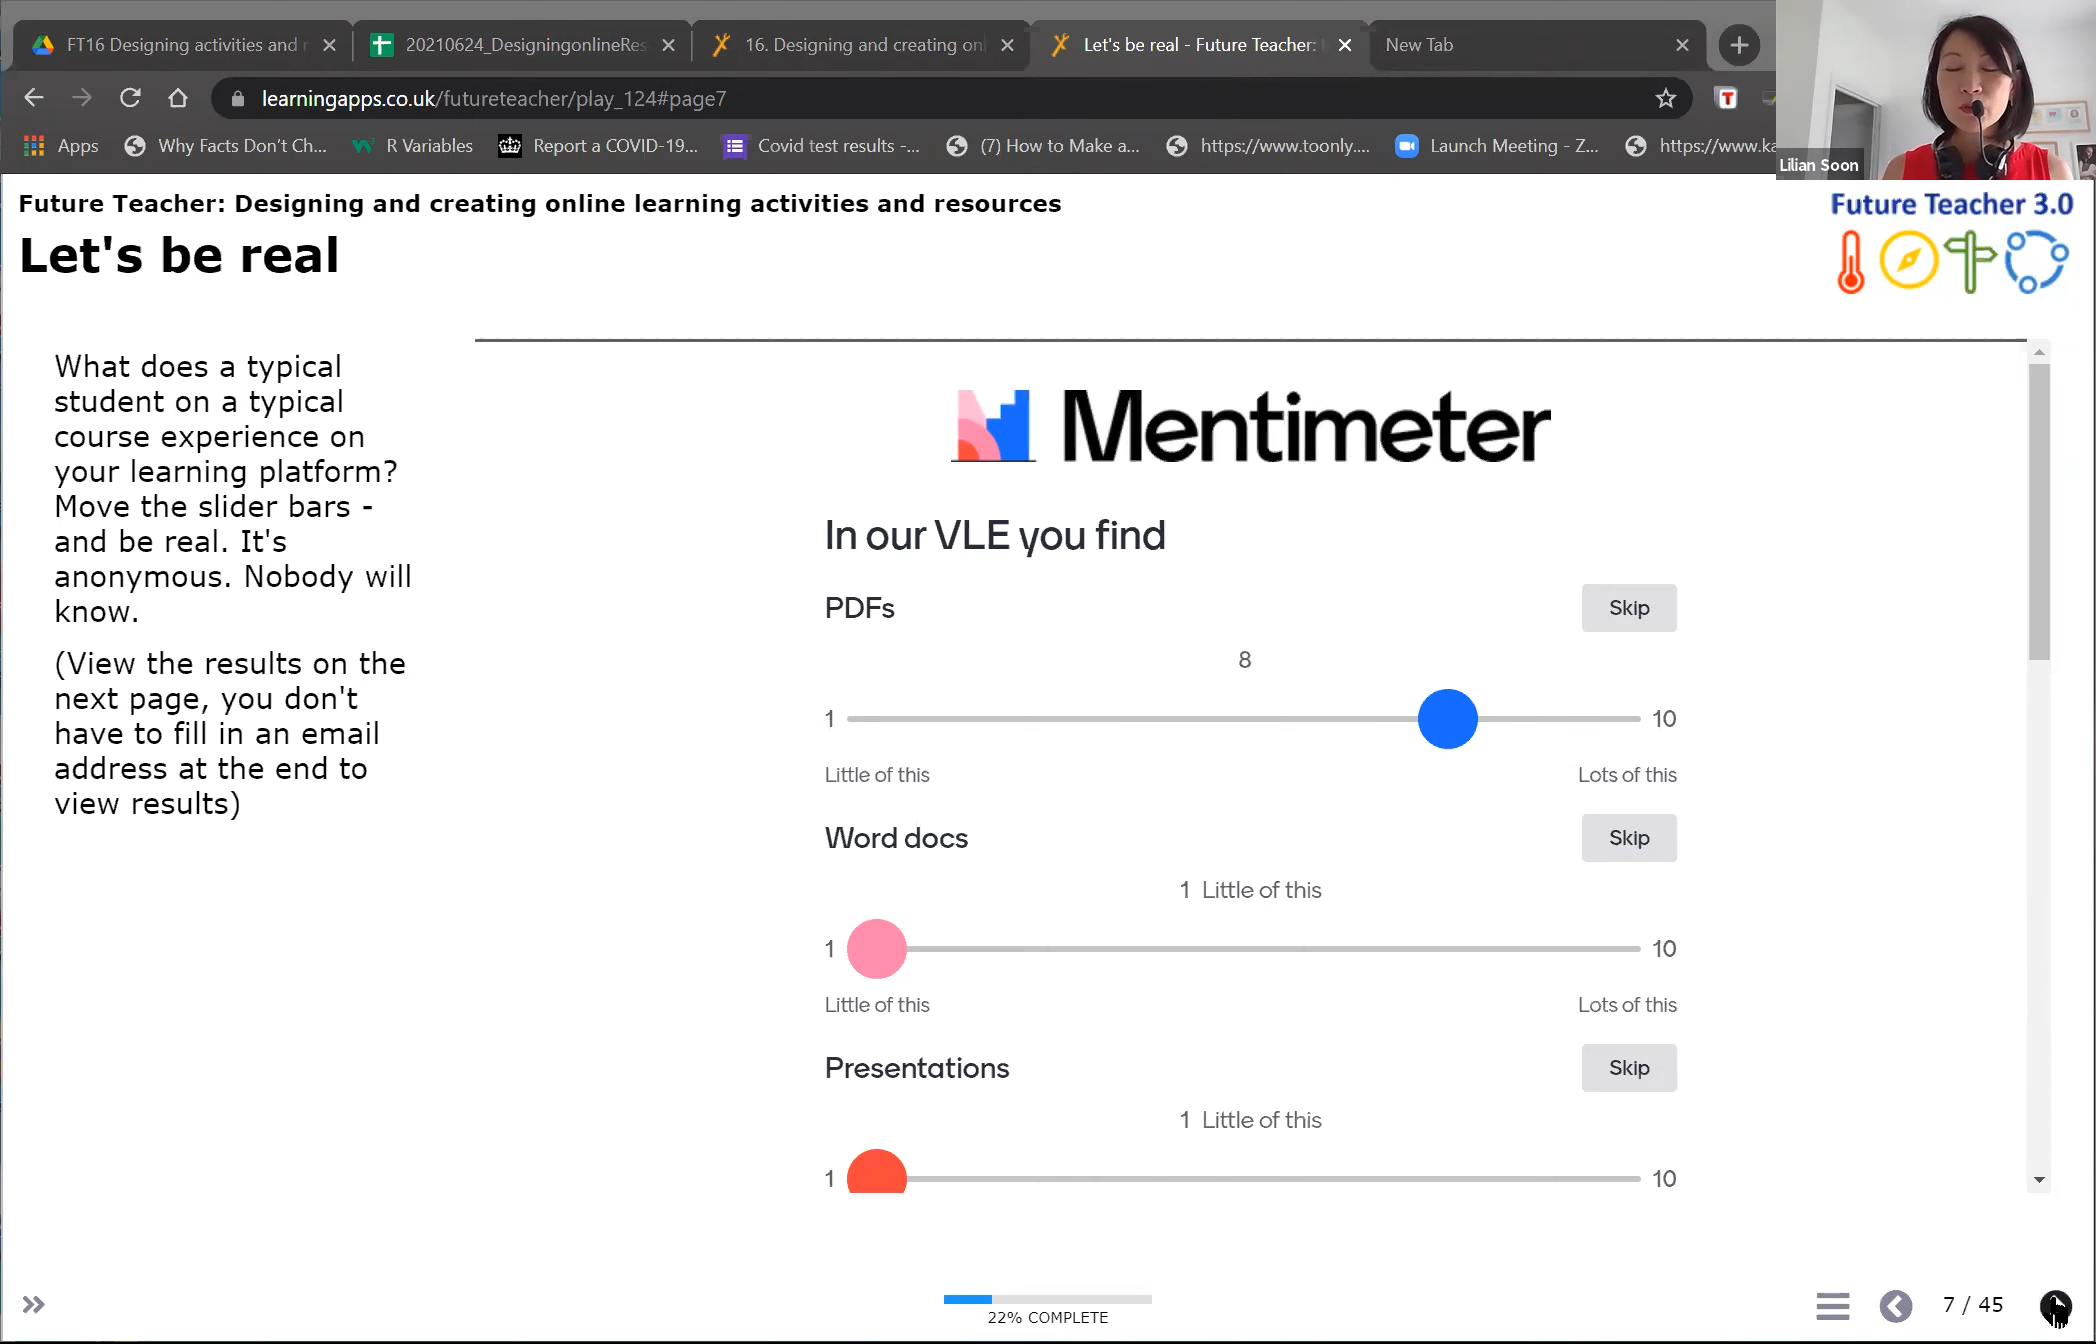 FT16 Designing activities and
20210624_DesigningonlineRes
16. Designing and creating onl
Let's be real - Future Teacher:
New Tab
learningapps.co.uk/futureteacher/play_124#page7
Apps
Why Facts Don't Ch...
R Variables
Report a COVID-19...
Covid test results -...
(7) How to Make a...
https://www.toonly....
Launch Meeting - Z...
https://www.ka
Lilian Soon
Future Teacher: Designing and creating online learning activities and resources
Let's be real
Future Teacher 3.0
What does a typical
student on a typical
course experience on
your learning platform?
Move the slider bars -
and be real. It's
anonymous. Nobody will
know.
(View the results on the
next page, you don't
have to fill in an email
address at the end to
view results)
Mentimeter
In our VLE you find
PDFs
Skip
8
1
10
Little of this
Lots of this
Word docs
Skip
1 Little of this
1
10
Little of this
Lots of this
Presentations
Skip
1 Little of this
1
10
22% COMPLETE
7 / 45